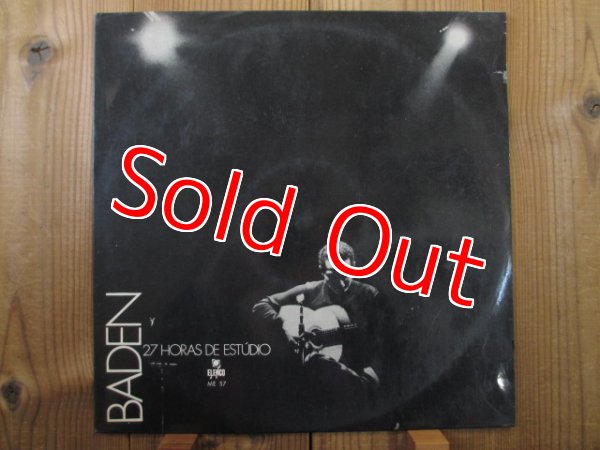 Sold Out
BADEN
y
27 HORAS DE ESTÚDIO
ELENCO
ME 57